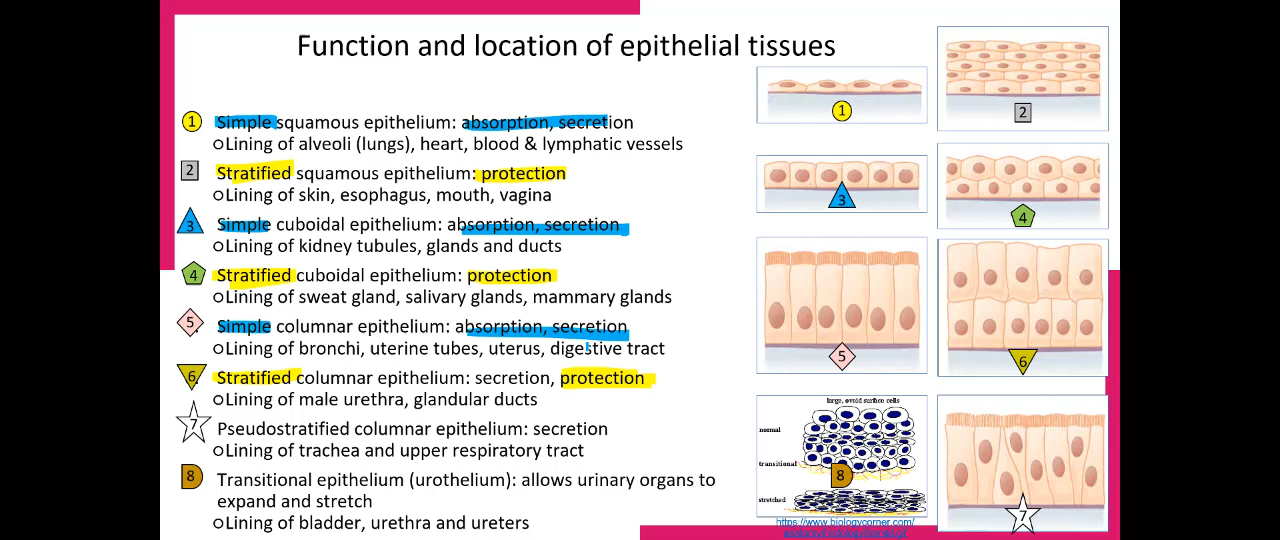 Function and location of epithelial tissues
1 Simple squamous epithelium: absorption, secretion
Lining of alveoli (lungs), heart, blood & lymphatic vessels
2 Stratified squamous epithelium: protection
Lining of skin, esophagus, mouth, vagina
3 Simple cuboidal epithelium: absorption, secretion
Lining of kidney tubules, glands and ducts
4 Stratified cuboidal epithelium: protection
Lining of sweat gland, salivary glands, mammary glands
5. Simple columnar epithelium: absorption, secretion
Lining of bronchi, uterine tubes, uterus, digestive tract
6. Stratified columnar epithelium: secretion, protection
Lining of male urethra, glandular ducts
7 Pseudostratified columnar epithelium: secretion
Lining of trachea and upper respiratory tract
8 Transitional epithelium (urothelium): allows urinary organs to
expand and stretch
Lining of bladder, urethra and ureters
1
2
3
4
5
6
large, ovoid surface cells
normal
transitional
8
stretched
7
https://www.biologycorner.com/